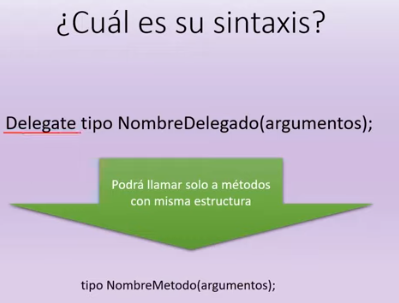 ¿Cuál es su sintaxis?
Delegate tipo NombreDelegado(argumentos);
Podrá llamar solo a métodos
con misma estructura
tipo NombreMetodo(argumentos);